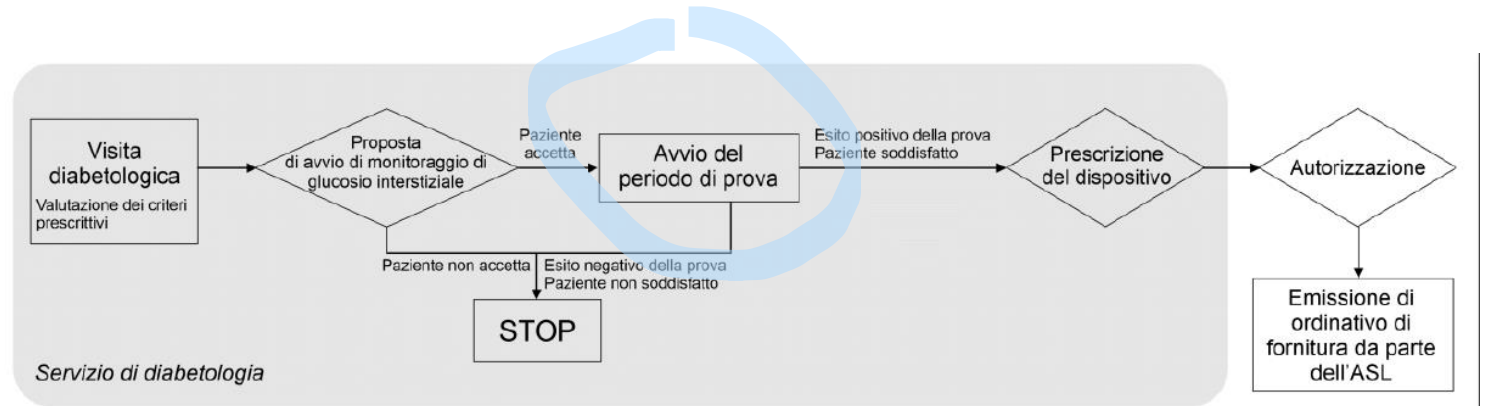 Visita
diabetologica
Valutazione dei criteri
prescrittivi
Proposta
di avvio di monitoraggio di
glucosio interstiziale
Paziente
accetta
Avvio del
periodo di prova
Esito positivo della prova
Paziente soddisfatto
Prescrizione
del dispositivo
Autorizzazione
Paziente non accetta
Esito negativo della prova
Paziente non soddisfatto
STOP
Emissione di
ordinativo di
fornitura da parte
dell'ASL
Servizio di diabetologia